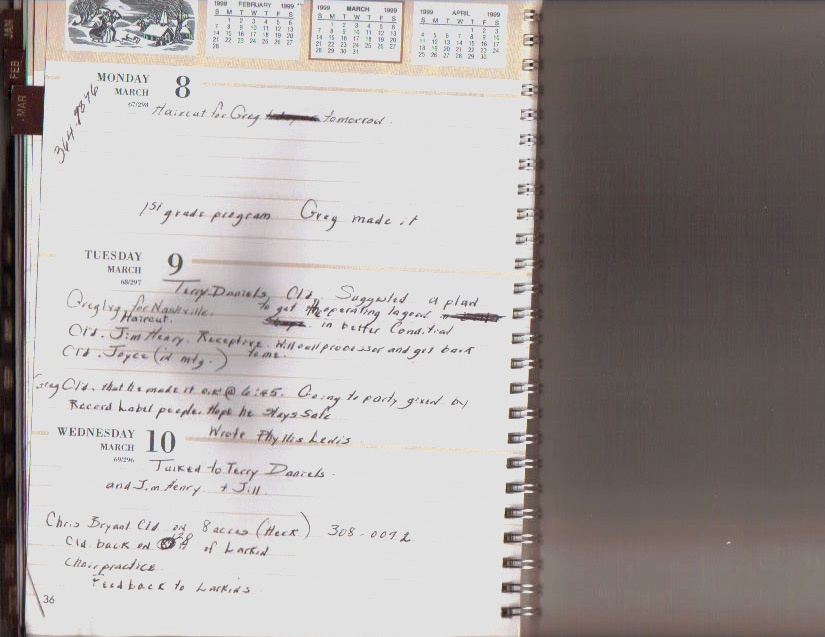 JAN
FEB
MAR
1999 FEBRUARY 1999
S M T W T F S
1 2 3 4 5 6
7 8 9 10 11 12 13
14 15 16 17 18 19 20
21 22 23 24 25 26 27
28
1999 MARCH 1999
S M T W T F S
1 2 3 4 5 6
7 8 9 10 11 12 13
14 15 16 17 18 19 20
21 22 23 24 25 26 27
28 29 30 31
1999 APRIL 1999
S M T W T F S
1 2 3
4 5 6 7 8 9 10
11 12 13 14 15 16 17
18 19 20 21 22 23 24
25 26 27 28 29 30
MONDAY 8
MARCH
67/298
364-9876
Haircut for Greg tomorrow.
1st grade program Greg made it
TUESDAY 9
MARCH
68/297
Terry Daniels Cld. Suggested a plan
Greg lvg. for Nashville. to get the operating lagoon in
Haircut. in better Condition
Cld. Jim Henry. Receptive. Will call processor and get back
Cld. Joyce (in mtg.) to me.
Greg Cld. that he made it o.k @ 6:45. Going to party given by
Record Label people. Hope he Stays Safe
WEDNESDAY 10
MARCH
69/296
Wrote Phyllis Lewis
Talked to Terry Daniels.
and Jim Henry + Jill.
Chris Bryant Cld on 8 acres (Heck) 308-0072
Cld. back on of Larkin
Choir practice
Feedback to Larkins
36